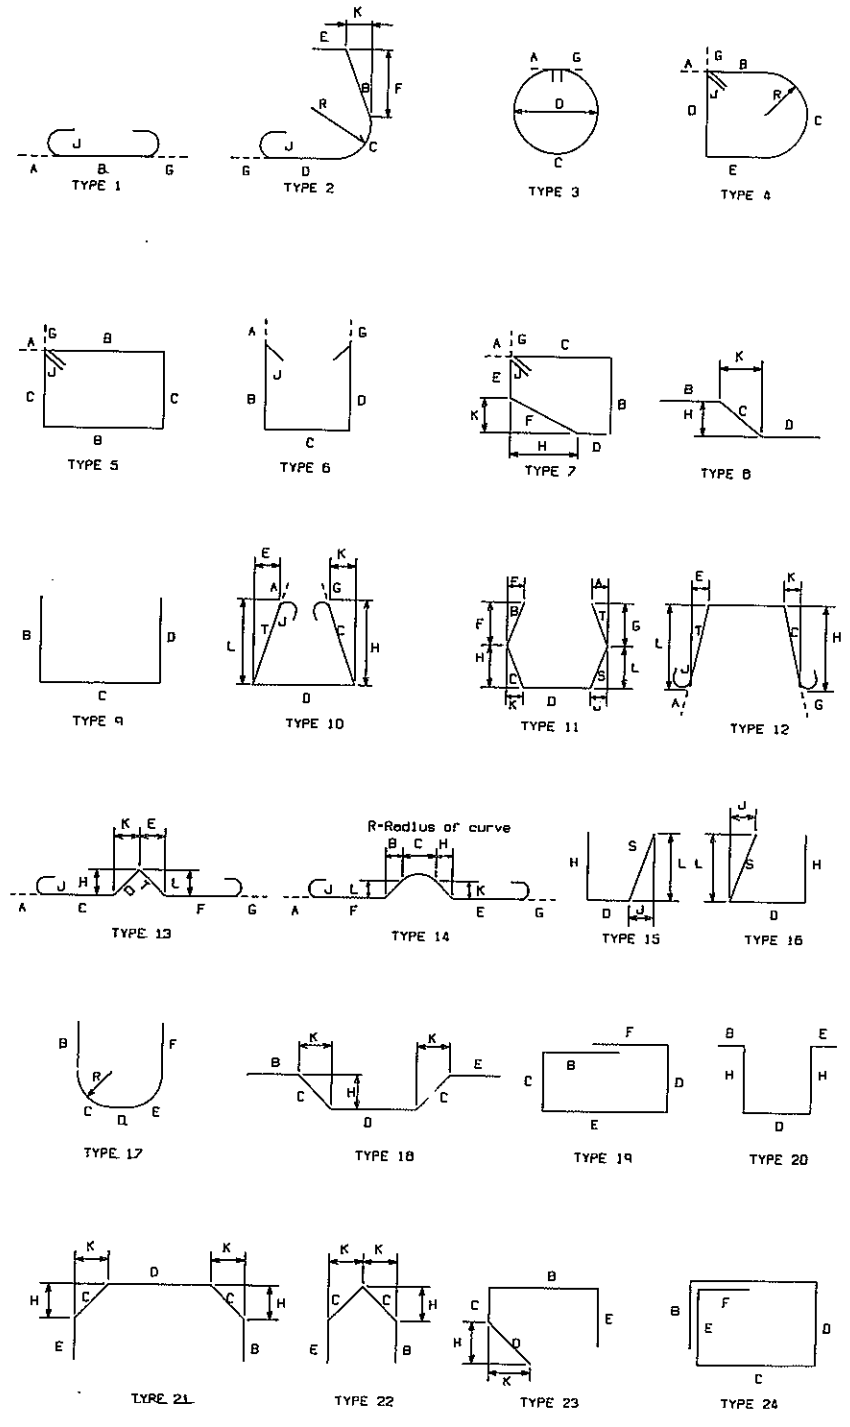 K
E
B
F
R
J
C
J
A B G
G D
TYPE 1
TYPE 2
A G
D
C
TYPE 3
A G B
J
R
D
C
E
TYPE 4
G B
A
J
C C
B
TYPE 5
A G
J
B D
C
TYPE 6
A G C
J
E
K F B
H D
TYPE 7
K
B
H C D
TYPE 8
B D
C
TYPE 9
E K
A G
J
L T C H
D
TYPE 10
E A
B T
F G
H L
C S
K D J
TYPE 11
E K
L T C H
J
A G
TYPE 12
K E
J H L
D T
A C F G
TYPE 13
R-Radius of curve
B C H
J L K
A F E G
TYPE 14
J
H S L L S H
D J D
TYPE 15
TYPE 16
B F
R
C D E
TYPE 17
K K
B E
C H C
D
TYPE 18
F
B
C D
E
TYPE 19
B E
H H
D
TYPE 20
K K
D
H C C H
E B
TYPE 21
K K
C C H
E B
TYPE 22
B
C E
H D
K
TYPE 23
B F
E D
C
TYPE 24